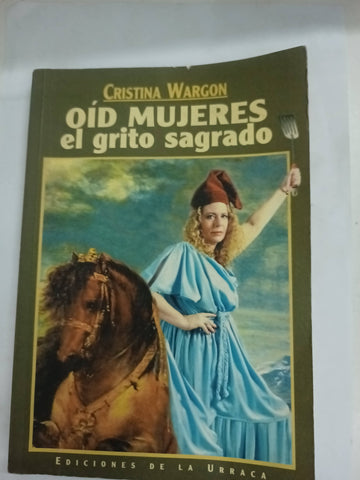 CRISTINA WARGON
OÍD MUJERES
el grito sagrado
EDICIONES DE LA URRACA